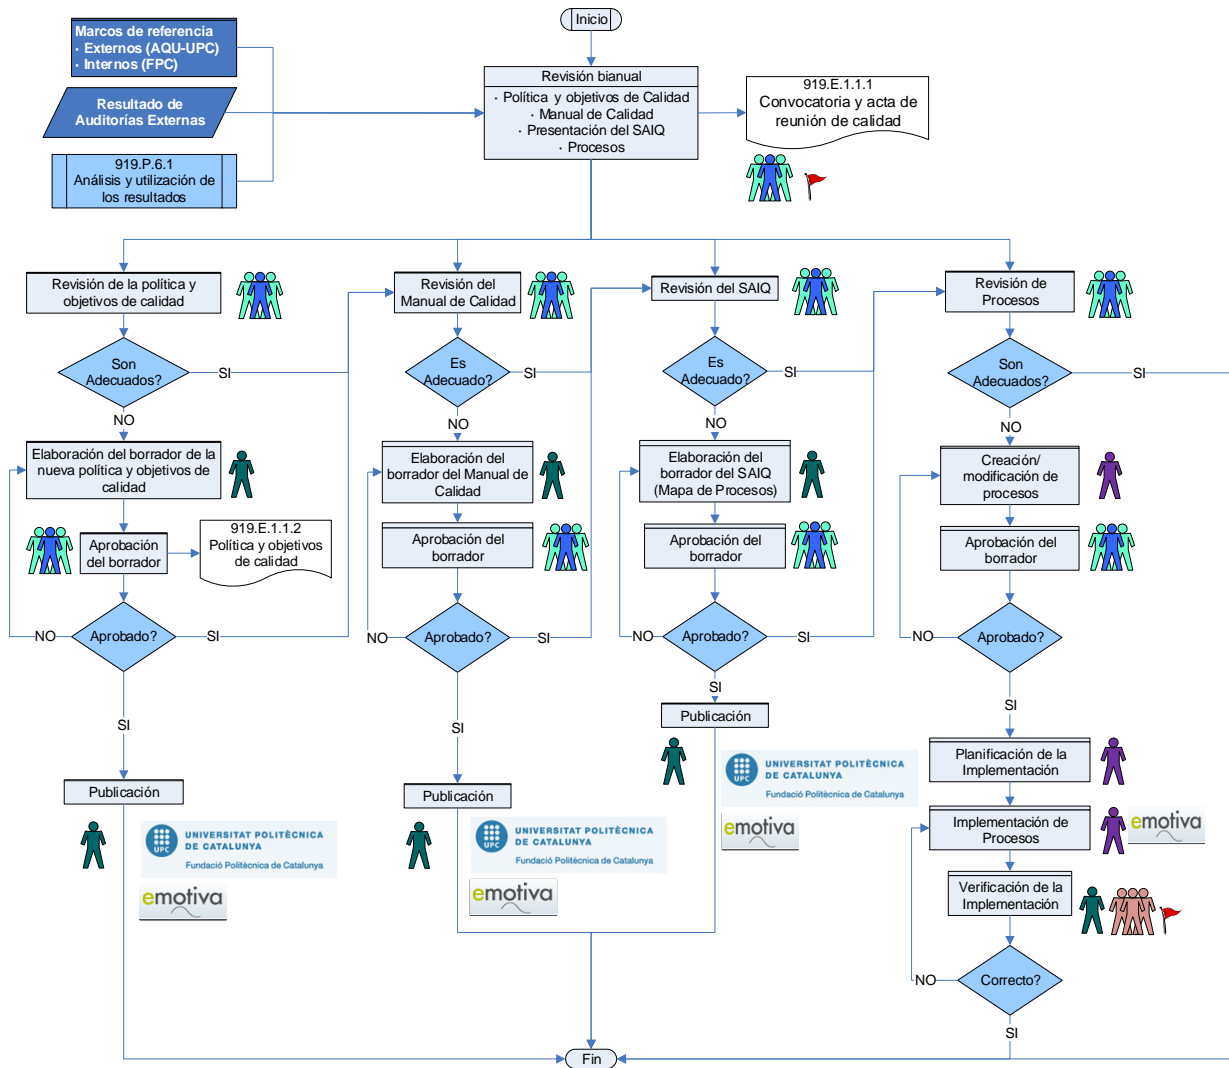 Inicio
Marcos de referencia
· Externos (AQU-UPC)
· Internos (FPC)
Resultado de
Auditorías Externas
919.P.6.1
Análisis y utilización de
los resultados
Revisión bianual
· Política y objetivos de Calidad
· Manual de Calidad
· Presentación del SAIQ
· Procesos
919.E.1.1.1
Convocatoria y acta de
reunión de calidad
Revisión de la política y
objetivos de calidad
Son
Adecuados?
SI
NO
Elaboración del borrador de la
nueva política y objetivos de
calidad
Aprobación
del borrador
919.E.1.1.2
Política y objetivos
de calidad
NO
Aprobado?
SI
SI
Publicación
UPC
UNIVERSITAT POLITÈCNICA
DE CATALUNYA
Fundació Politècnica de Catalunya
emotiva
Revisión del
Manual de Calidad
Es
Adecuado?
SI
NO
Elaboración del
borrador del Manual de
Calidad
Aprobación del
borrador
NO
Aprobado?
SI
SI
Publicación
UPC
UNIVERSITAT POLITÈCNICA
DE CATALUNYA
Fundació Politècnica de Catalunya
emotiva
Revisión del SAIQ
Es
Adecuado?
SI
NO
Elaboración del
borrador del SAIQ
(Mapa de Procesos)
Aprobación del
borrador
NO
Aprobado?
SI
SI
Publicación
UPC
UNIVERSITAT POLITÈCNICA
DE CATALUNYA
Fundació Politècnica de Catalunya
emotiva
Revisión de
Procesos
Son
Adecuados?
SI
NO
Creación/
modificación de
procesos
Aprobación del
borrador
NO
Aprobado?
SI
Planificación de la
Implementación
Implementación de
Procesos
emotiva
Verificación de la
Implementación
NO
Correcto?
SI
Fin